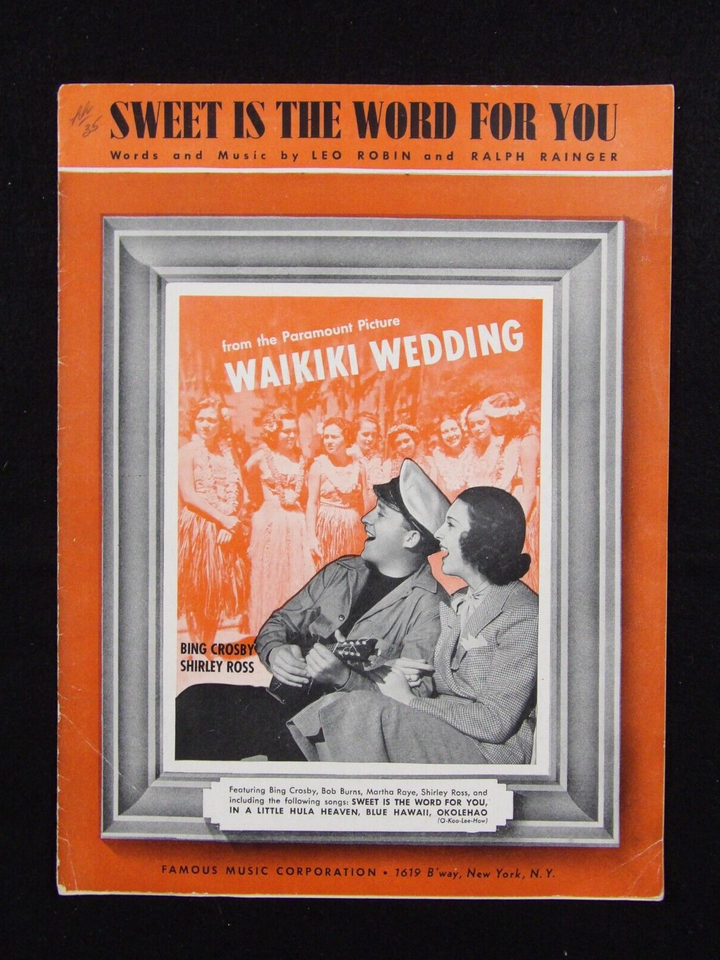 35
SWEET IS THE WORD FOR YOU
Words and Music by LEO ROBIN and RALPH RAINGER
from the Paramount Picture
WAIKIKI WEDDING
BING CROSBY
SHIRLEY ROSS
Featuring Bing Crosby, Bob Burns, Martha Raye, Shirley Ross, and
including the following songs: SWEET IS THE WORD FOR YOU,
IN A LITTLE HULA HEAVEN, BLUE HAWAII, OKOLEHAO
(O-Koo-Lee-How)
FAMOUS MUSIC CORPORATION • 1619 B'way, New York, N. Y.